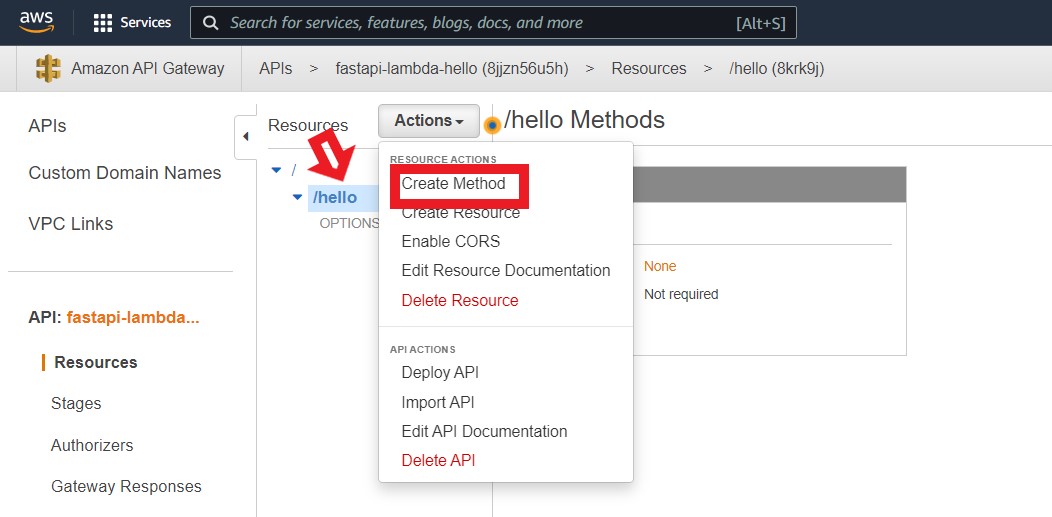 aws
Services
Search for services, features, blogs, docs, and more
[Alt+S]
Amazon API Gateway
APIs > fastapi-lambda-hello (8jjzn56u5h) > Resources > /hello (8krk9j)
APIs
Custom Domain Names
VPC Links
API: fastapi-lambda...
Resources
Stages
Authorizers
Gateway Responses
Resources
Actions
/
/hello
OPTIONS
RESOURCE ACTIONS
Create Method
Create Resource
Enable CORS
Edit Resource Documentation
Delete Resource
API ACTIONS
Deploy API
Import API
Edit API Documentation
Delete API
/hello Methods
None
Not required